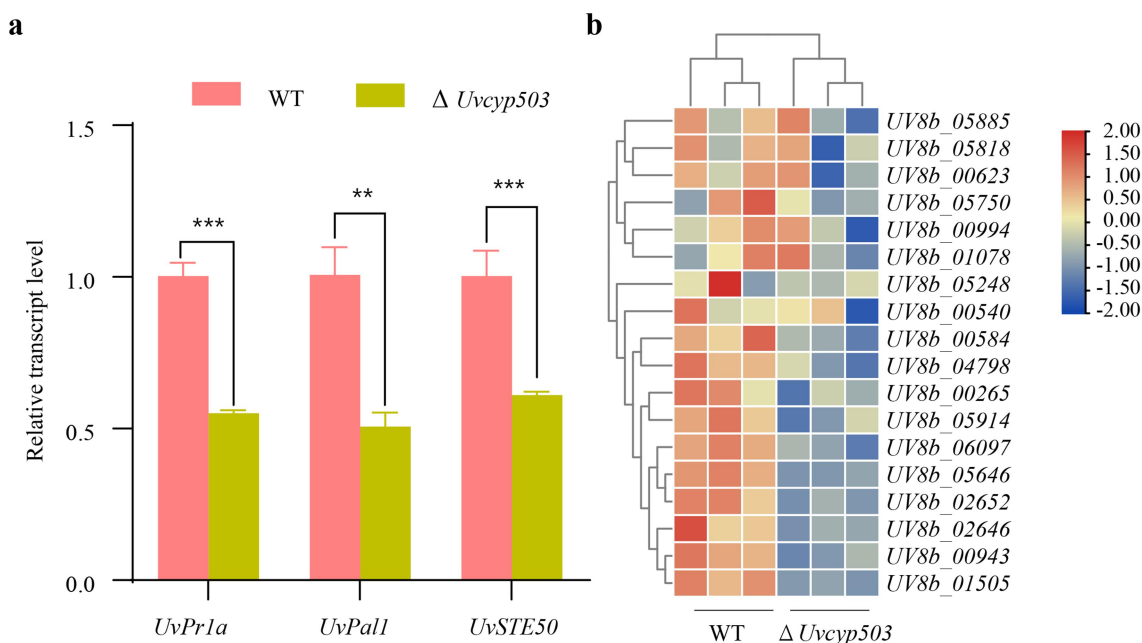 a
WT
Δ Uvcyp503
Relative transcript level
1.5
1.0
0.5
0.0
***
**
***
UvPr1a
UvPal1
UvSTE50
b
UV8b_05885
UV8b_05818
UV8b_00623
UV8b_05750
UV8b_00994
UV8b_01078
UV8b_05248
UV8b_00540
UV8b_00584
UV8b_04798
UV8b_00265
UV8b_05914
UV8b_06097
UV8b_05646
UV8b_02652
UV8b_02646
UV8b_00943
UV8b_01505
WT
Δ Uvcyp503
2.00
1.50
1.00
0.50
0.00
-0.50
-1.00
-1.50
-2.00